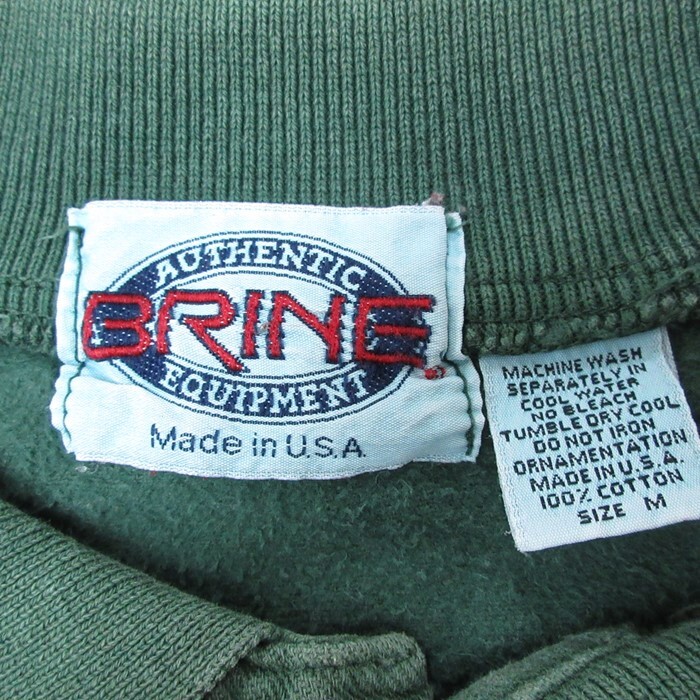 AUTHENTIC
BRINE
EQUIPMENT
Made in U.S.A.
MACHINE WASH
SEPARATELY IN
COOL WATER
NO BLEACH
TUMBLE DRY COOL
DO NOT IRON
ORNAMENTATION
MADE IN U.S.A.
100% COTTON
SIZE M